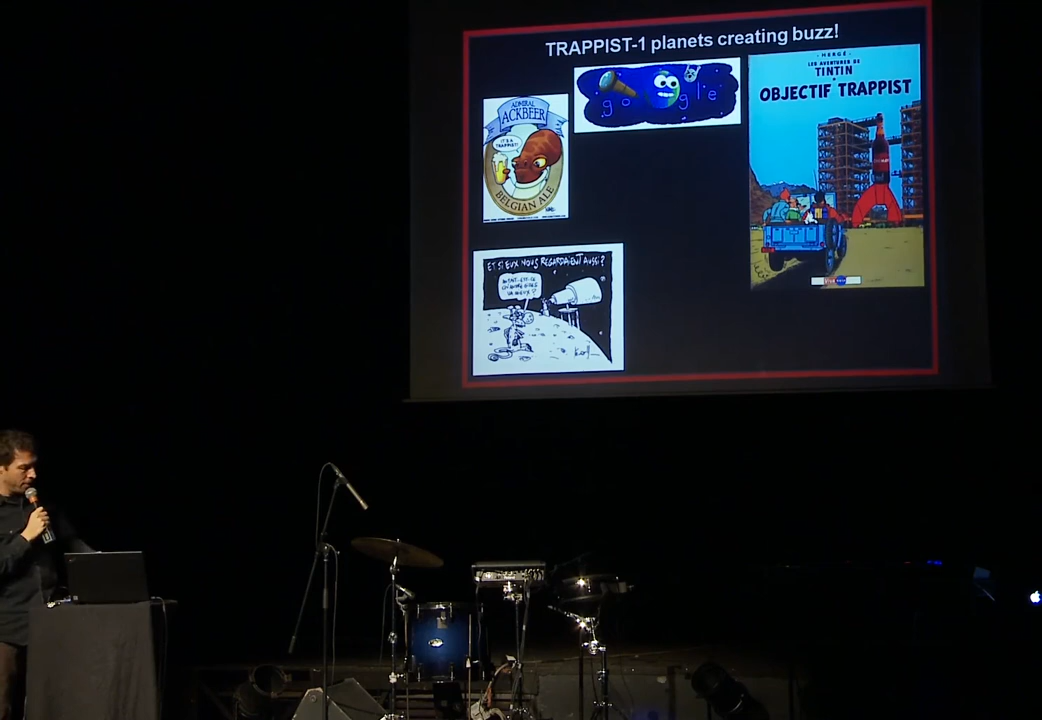 TRAPPIST-1 planets creating buzz!
ADMIRAL
ACKBEER
IT'S A
TRAPPIST!
BELGIAN ALE
google
HERGÉ
LES AVENTURES DE
TINTIN
OBJECTIF TRAPPIST
ET SI EUX NOUS REGARDAIENT AUSSI?